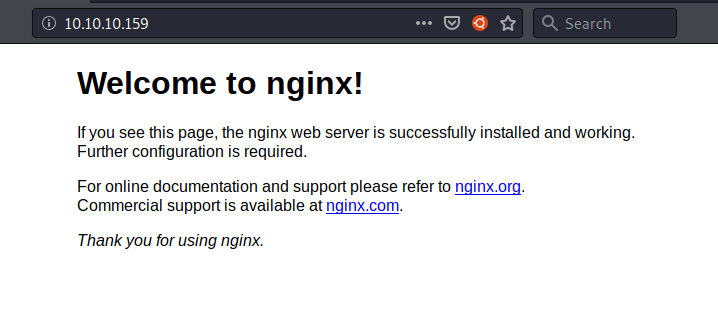 10.10.10.159
Search
Welcome to nginx!
If you see this page, the nginx web server is successfully installed and working.
Further configuration is required.
For online documentation and support please refer to nginx.org.
Commercial support is available at nginx.com.
Thank you for using nginx.